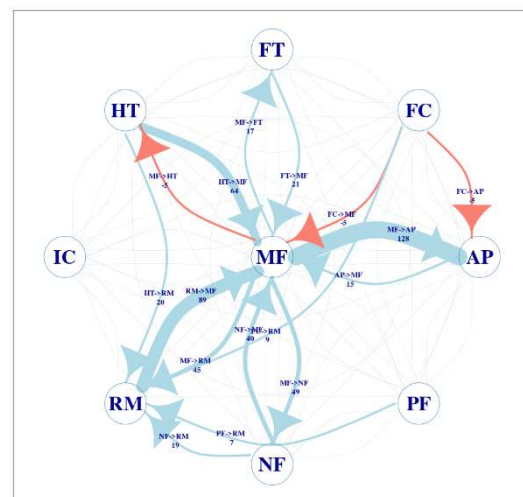 FT
HT
FC
MF->FT
17
MF->HT
-5
HT->MF
64
FT->MF
21
FC->MF
-5
FC->AP
-5
MF->AP
128
IC
MF
AP
AP->MF
15
HT->RM
20
RM->MF
89
NF->MF
40
9
MF->RM
45
MF->NF
49
RM
PF
NF->RM
19
PF->RM
7
NF